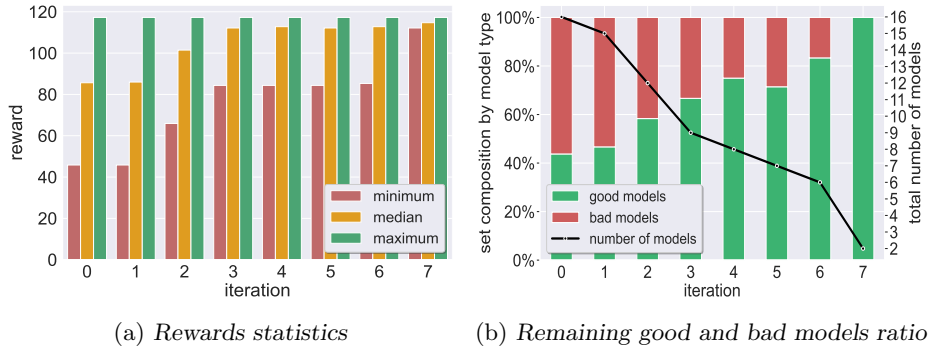 120
100
80
60
40
20
0
reward
minimum
median
maximum
0 1 2 3 4 5 6 7
iteration
(a) Rewards statistics
100%
80%
60%
40%
20%
0%
set composition by model type
good models
bad models
number of models
16
15
14
13
12
11
10
9
8
7
6
5
4
3
2
total number of models
0 1 2 3 4 5 6 7
iteration
(b) Remaining good and bad models ratio